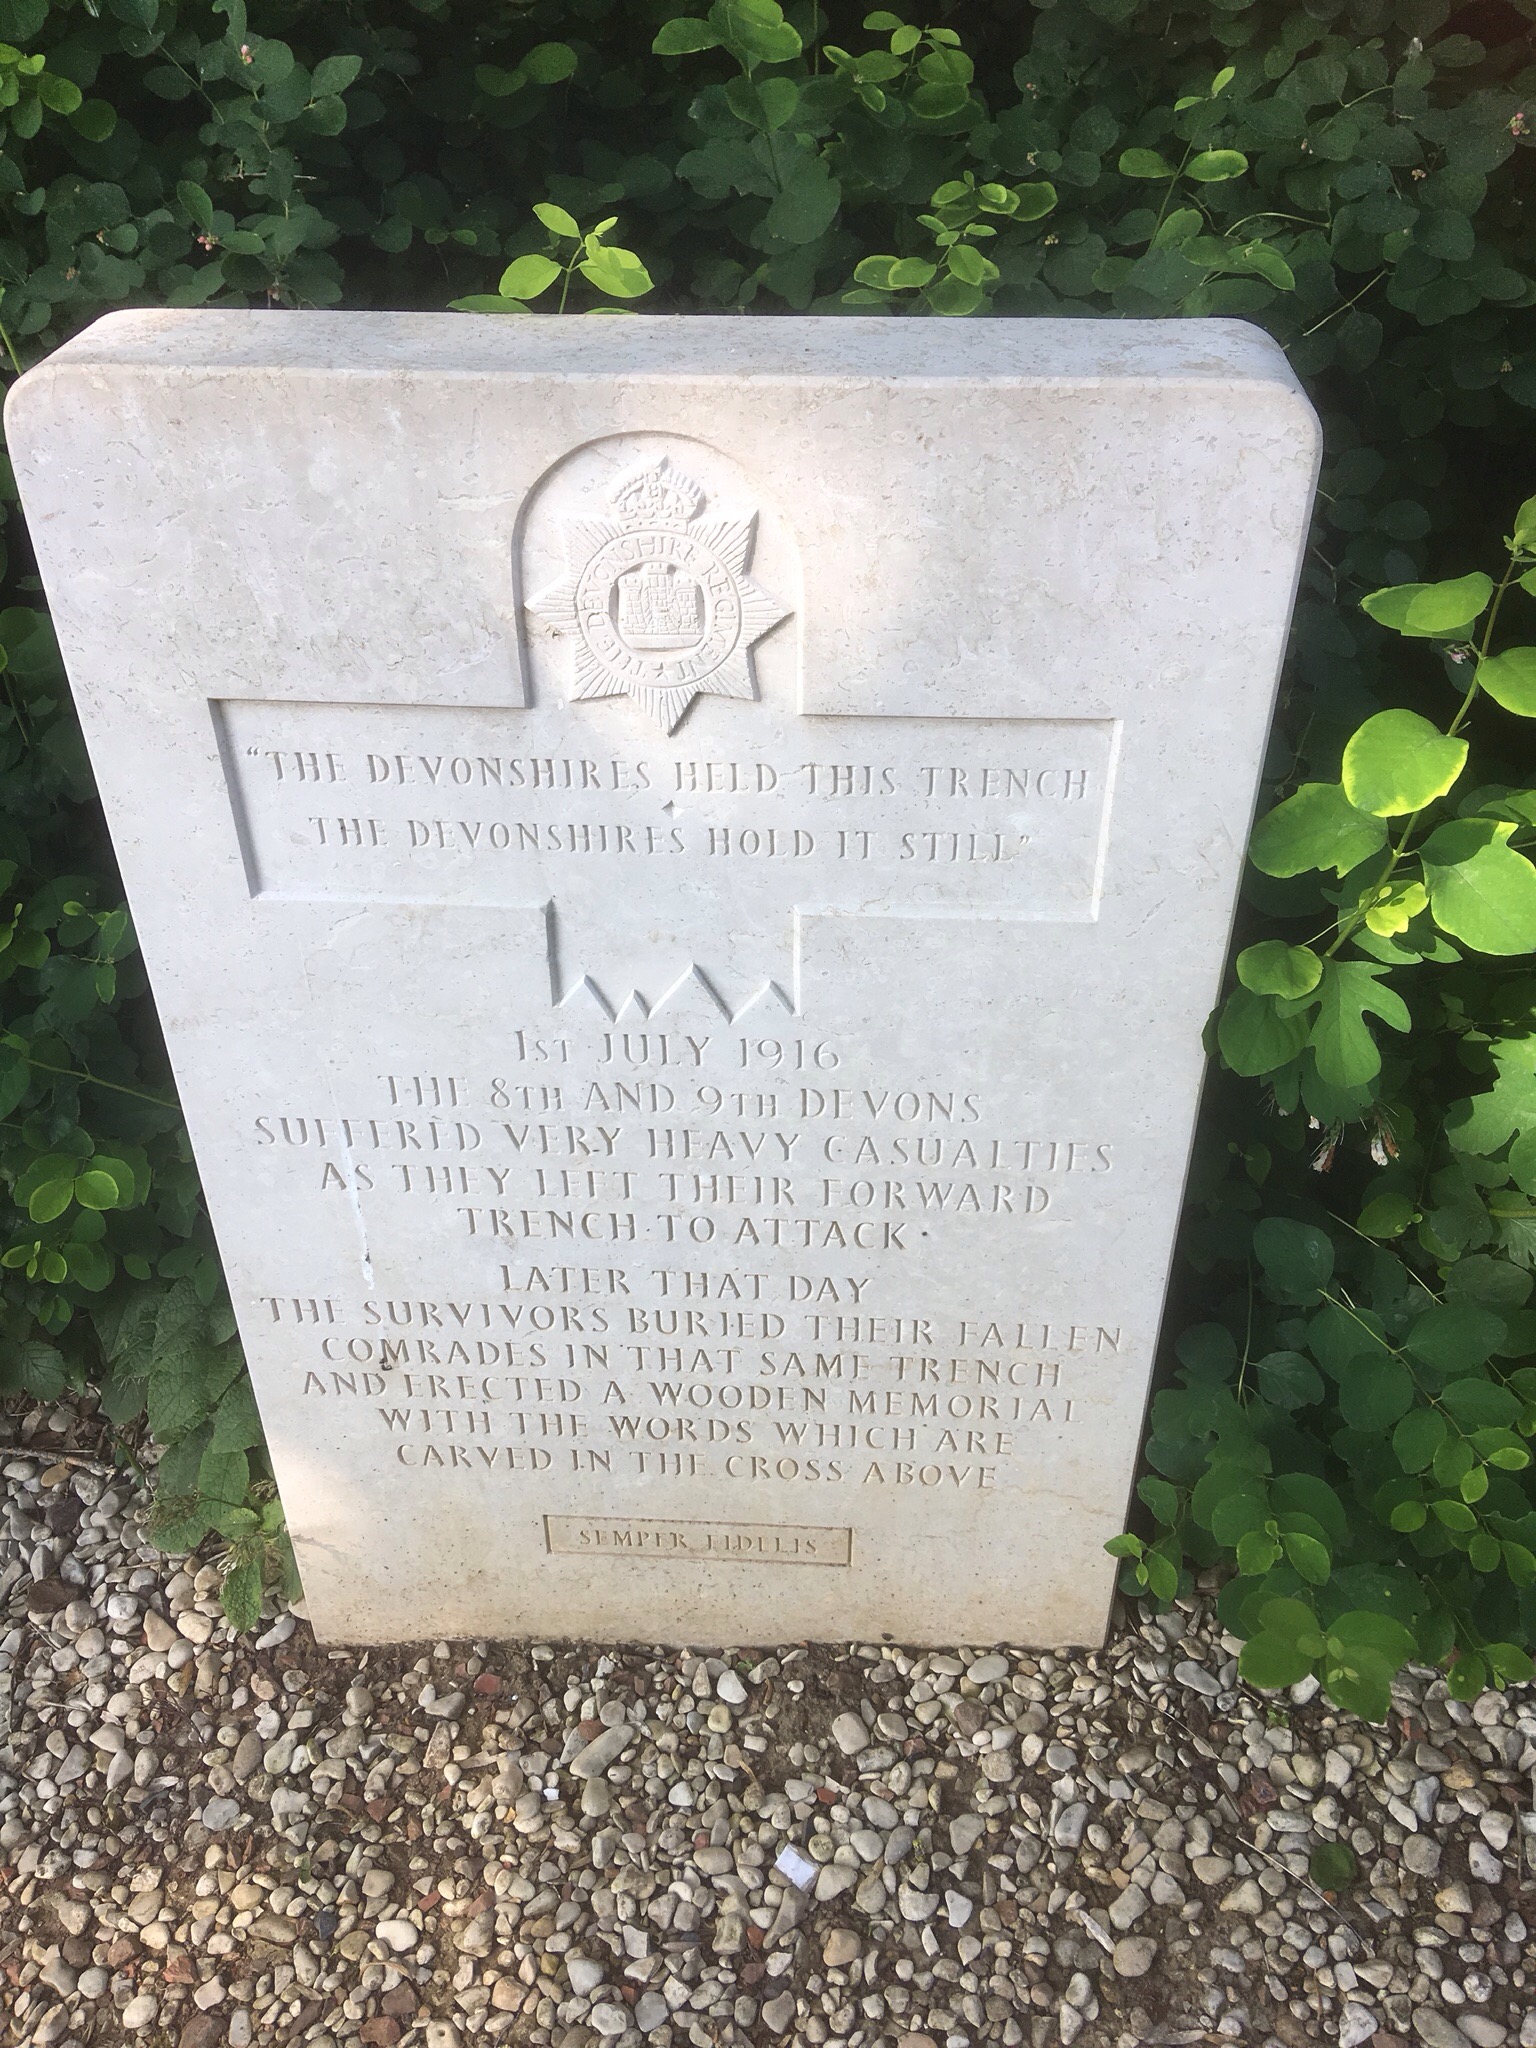 THE DEVONSHIRE REGIMENT
“THE DEVONSHIRES HELD THIS TRENCH
THE DEVONSHIRES HOLD IT STILL”
1ST JULY 1916
THE 8TH AND 9TH DEVONS
SUFFERED VERY HEAVY CASUALTIES
AS THEY LEFT THEIR FORWARD
TRENCH TO ATTACK.
LATER THAT DAY
THE SURVIVORS BURIED THEIR FALLEN
COMRADES IN THAT SAME TRENCH
AND ERECTED A WOODEN MEMORIAL
WITH THE WORDS WHICH ARE
CARVED IN THE CROSS ABOVE
SEMPER FIDELIS